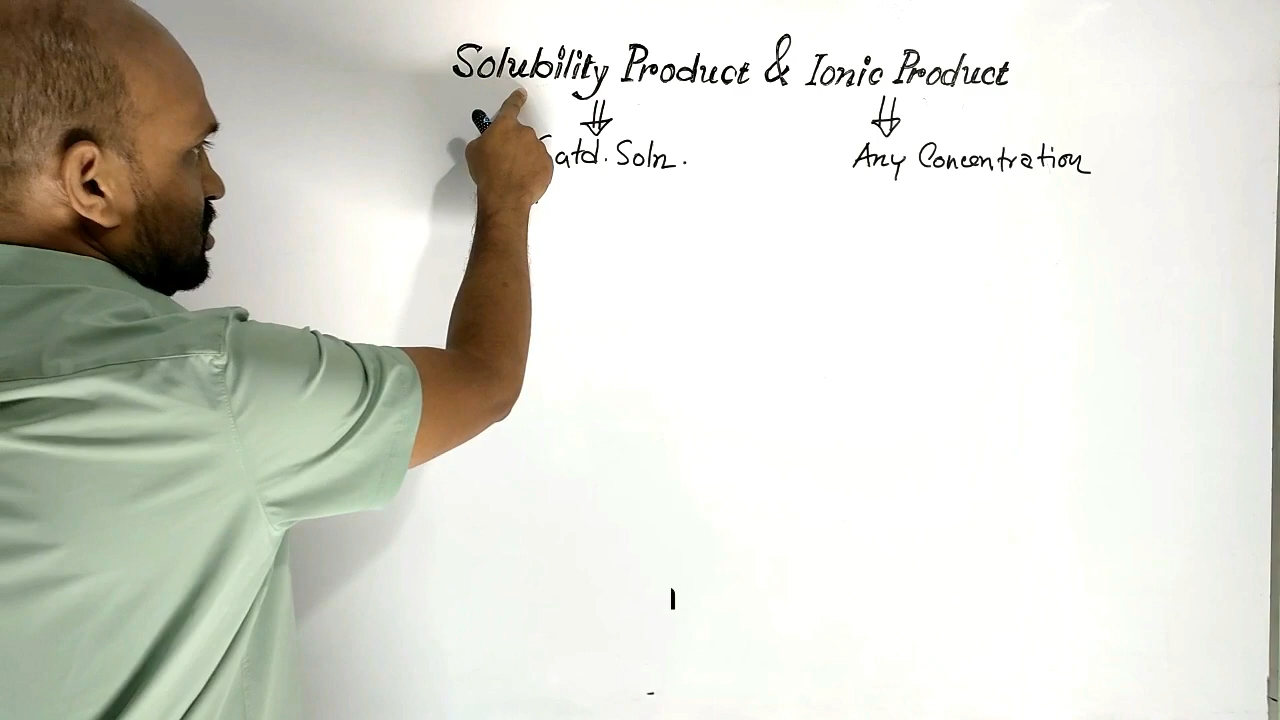 Solubility Product & Ionic Product
Satd. Soln.
Any Concentration